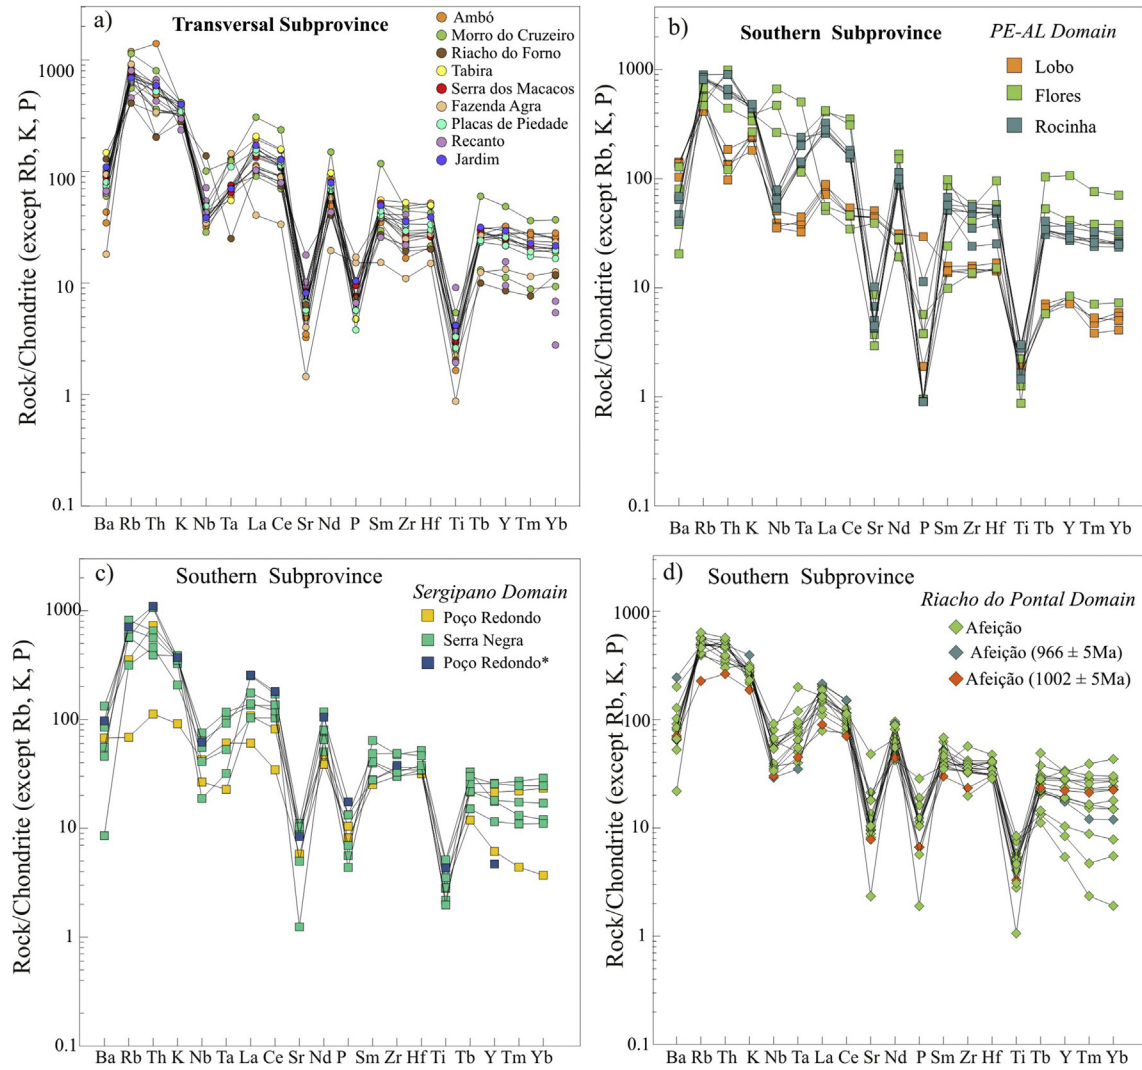 a)
Transversal Subprovince
Ambó
Morro do Cruzeiro
Riacho do Forno
Tabira
Serra dos Macacos
Fazenda Agra
Placas de Piedade
Recanto
Jardim
Rock/Chondrite (except Rb, K, P)
1000
100
10
1
0.1
Ba Rb Th K Nb Ta La Ce Sr Nd P Sm Zr Hf Ti Tb Y Tm Yb
b)
Southern Subprovince
PE-AL Domain
Lobo
Flores
Rocinha
Rock/Chondrite (except Rb, K, P)
1000
100
10
1
0.1
Ba Rb Th K Nb Ta La Ce Sr Nd P Sm Zr Hf Ti Tb Y Tm Yb
c)
Southern Subprovince
Sergipano Domain
Poço Redondo
Serra Negra
Poço Redondo*
Rock/Chondrite (except Rb, K, P)
1000
100
10
1
0.1
Ba Rb Th K Nb Ta La Ce Sr Nd P Sm Zr Hf Ti Tb Y Tm Yb
d)
Southern Subprovince
Riacho do Pontal Domain
Afeição
Afeição (966 ± 5Ma)
Afeição (1002 ± 5Ma)
Rock/Chondrite (except Rb, K, P)
1000
100
10
1
0.1
Ba Rb Th K Nb Ta La Ce Sr Nd P Sm Zr Hf Ti Tb Y Tm Yb